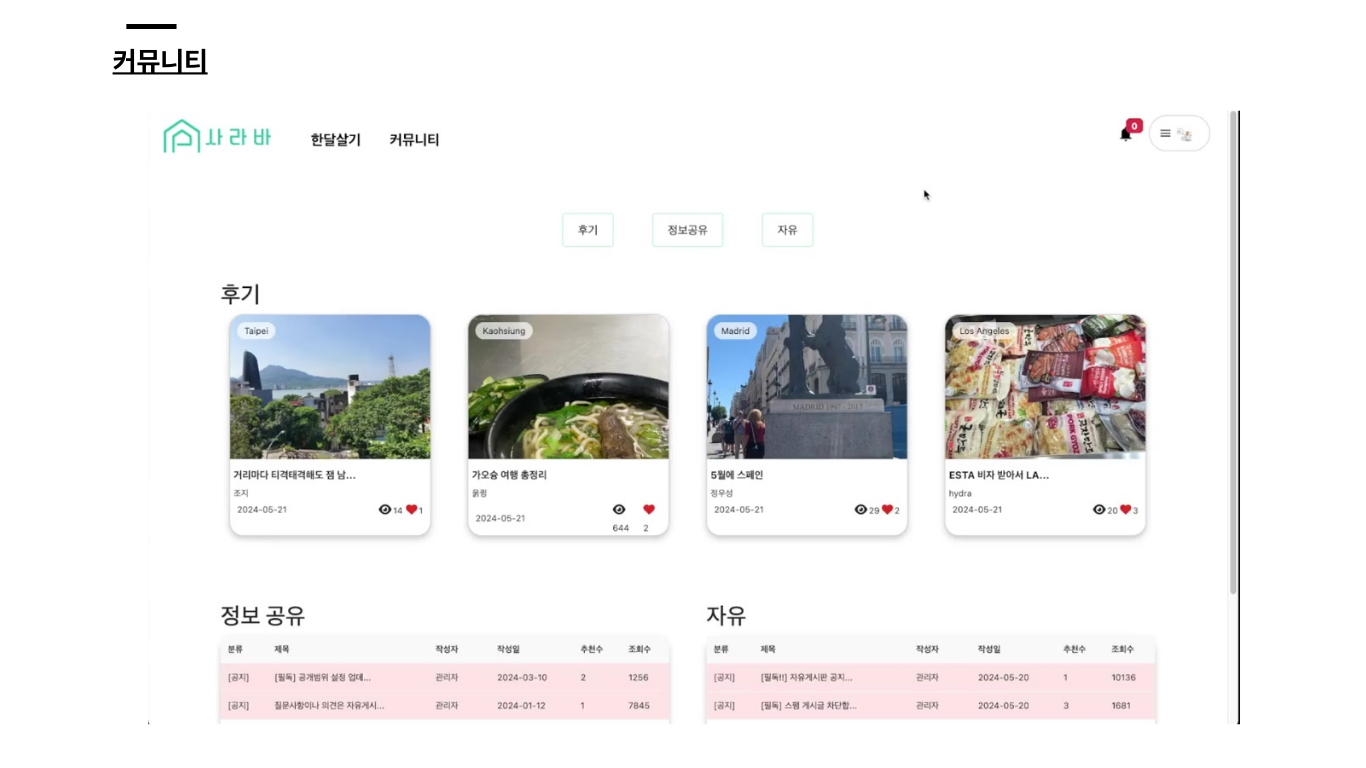 커뮤니티
사라바 한달살기 커뮤니티 0
후기 정보공유 자유
후기
Taipei Kaohsiung Madrid Los Angeles
MADRID 1967 - 2017
거리마다 티격태격해도 잼 남... 가오슝 여행 총정리 5월에 스페인 ESTA 비자 받아서 LA...
조지 윩링 정우성 hydra
2024-05-21 14 1 2024-05-21 644 2 2024-05-21 29 2 2024-05-21 20 3
정보 공유 자유
분류 제목 작성자 작성일 추천수 조회수 분류 제목 작성자 작성일 추천수 조회수
[공지] [필독] 공개범위 설정 업데... 관리자 2024-03-10 2 1256 [공지] [필독!!] 자유게시판 공지... 관리자 2024-05-20 1 10136
[공지] 질문사항이나 의견은 자유게시... 관리자 2024-01-12 1 7845 [공지] [필독] 스팸 게시글 차단합... 관리자 2024-05-20 3 1681